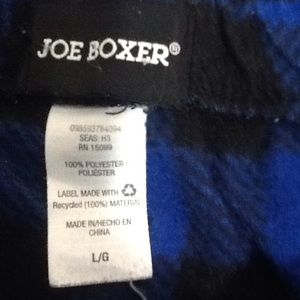 JOE BOXER®
098593784094
SEAS: H3
RN 15099
100% POLYESTER /
POLIÉSTER
LABEL MADE WITH ♻
Recycled (100%) MATERIAL
MADE IN/HECHO EN
CHINA
L/G